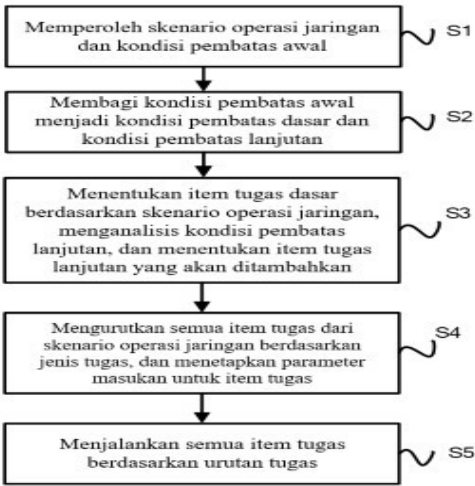 Memperoleh skenario operasi jaringan
dan kondisi pembatas awal
S1
Membagi kondisi pembatas awal
menjadi kondisi pembatas dasar dan
kondisi pembatas lanjutan
S2
Menentukan item tugas dasar
berdasarkan skenario operasi jaringan,
menganalisis kondisi pembatas
lanjutan, dan menentukan item tugas
lanjutan yang akan ditambahkan
S3
Mengurutkan semua item tugas dari
skenario operasi jaringan berdasarkan
jenis tugas, dan menetapkan parameter
masukan untuk item tugas
S4
Menjalankan semua item tugas
berdasarkan urutan tugas
S5